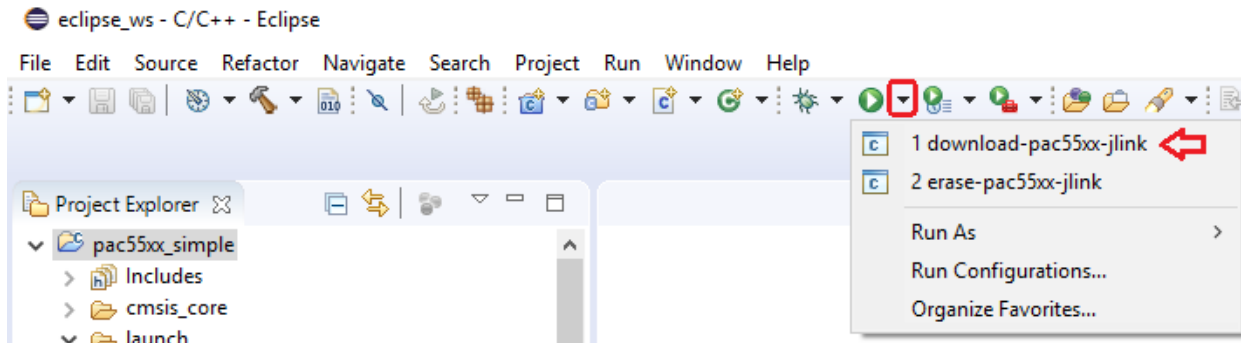 eclipse_ws - C/C++ - Eclipse
File Edit Source Refactor Navigate Search Project Run Window Help
010
1 download-pac55xx-jlink
2 erase-pac55xx-jlink
Run As
Run Configurations...
Organize Favorites...
Project Explorer
pac55xx_simple
Includes
cmsis_core
launch